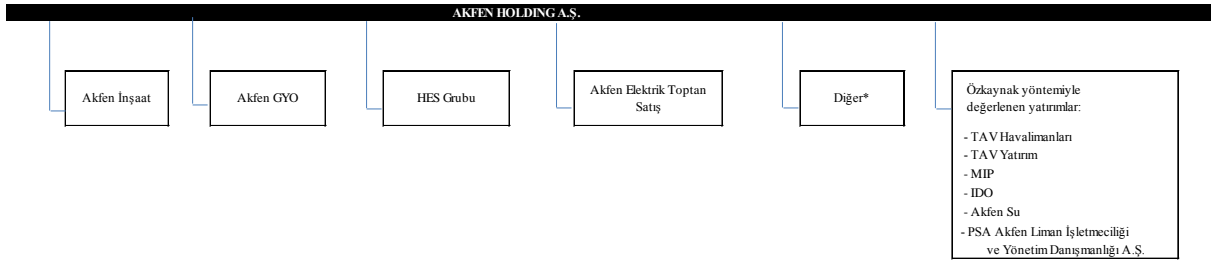 AKFEN HOLDING A.Ş.
Akfen İnşaat
Akfen GYO
HES Grubu
Akfen Elektrik Toptan
Satış
Diğer*
Özkaynak yöntemiyle
değerlenen yatırımlar:
- TAV Havalimanları
- TAV Yatırım
- MIP
- IDO
- Akfen Su
- PSA Akfen Liman İşletmeciliği
ve Yönetim Danışmanlığı A.Ş.